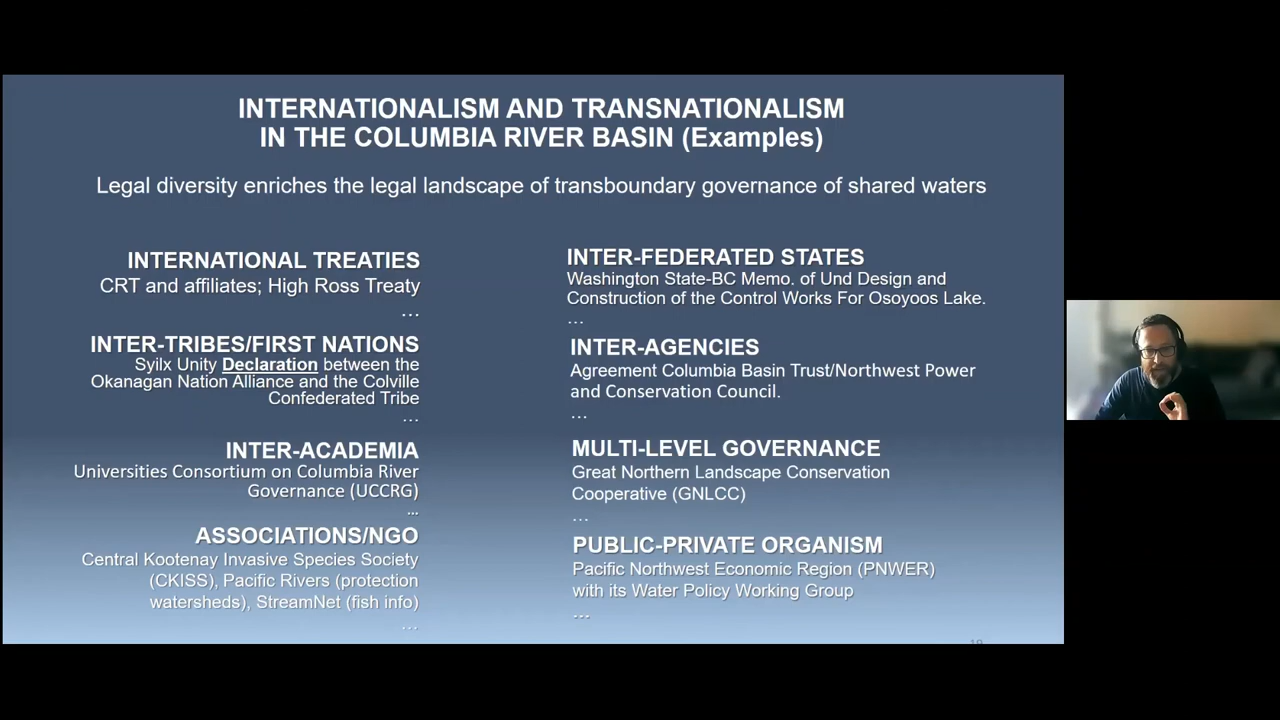 INTERNATIONALISM AND TRANSNATIONALISM
IN THE COLUMBIA RIVER BASIN (Examples)
Legal diversity enriches the legal landscape of transboundary governance of shared waters
INTERNATIONAL TREATIES
CRT and affiliates; High Ross Treaty
...
INTER-TRIBES/FIRST NATIONS
Syilx Unity Declaration between the
Okanagan Nation Alliance and the Colville
Confederated Tribe
...
INTER-ACADEMIA
Universities Consortium on Columbia River
Governance (UCCRG)
...
ASSOCIATIONS/NGO
Central Kootenay Invasive Species Society
(CKISS), Pacific Rivers (protection
watersheds), StreamNet (fish info)
...
INTER-FEDERATED STATES
Washington State-BC Memo. of Und Design and
Construction of the Control Works For Osoyoos Lake.
...
INTER-AGENCIES
Agreement Columbia Basin Trust/Northwest Power
and Conservation Council.
...
MULTI-LEVEL GOVERNANCE
Great Northern Landscape Conservation
Cooperative (GNLCC)
...
PUBLIC-PRIVATE ORGANISM
Pacific Northwest Economic Region (PNWER)
with its Water Policy Working Group
...